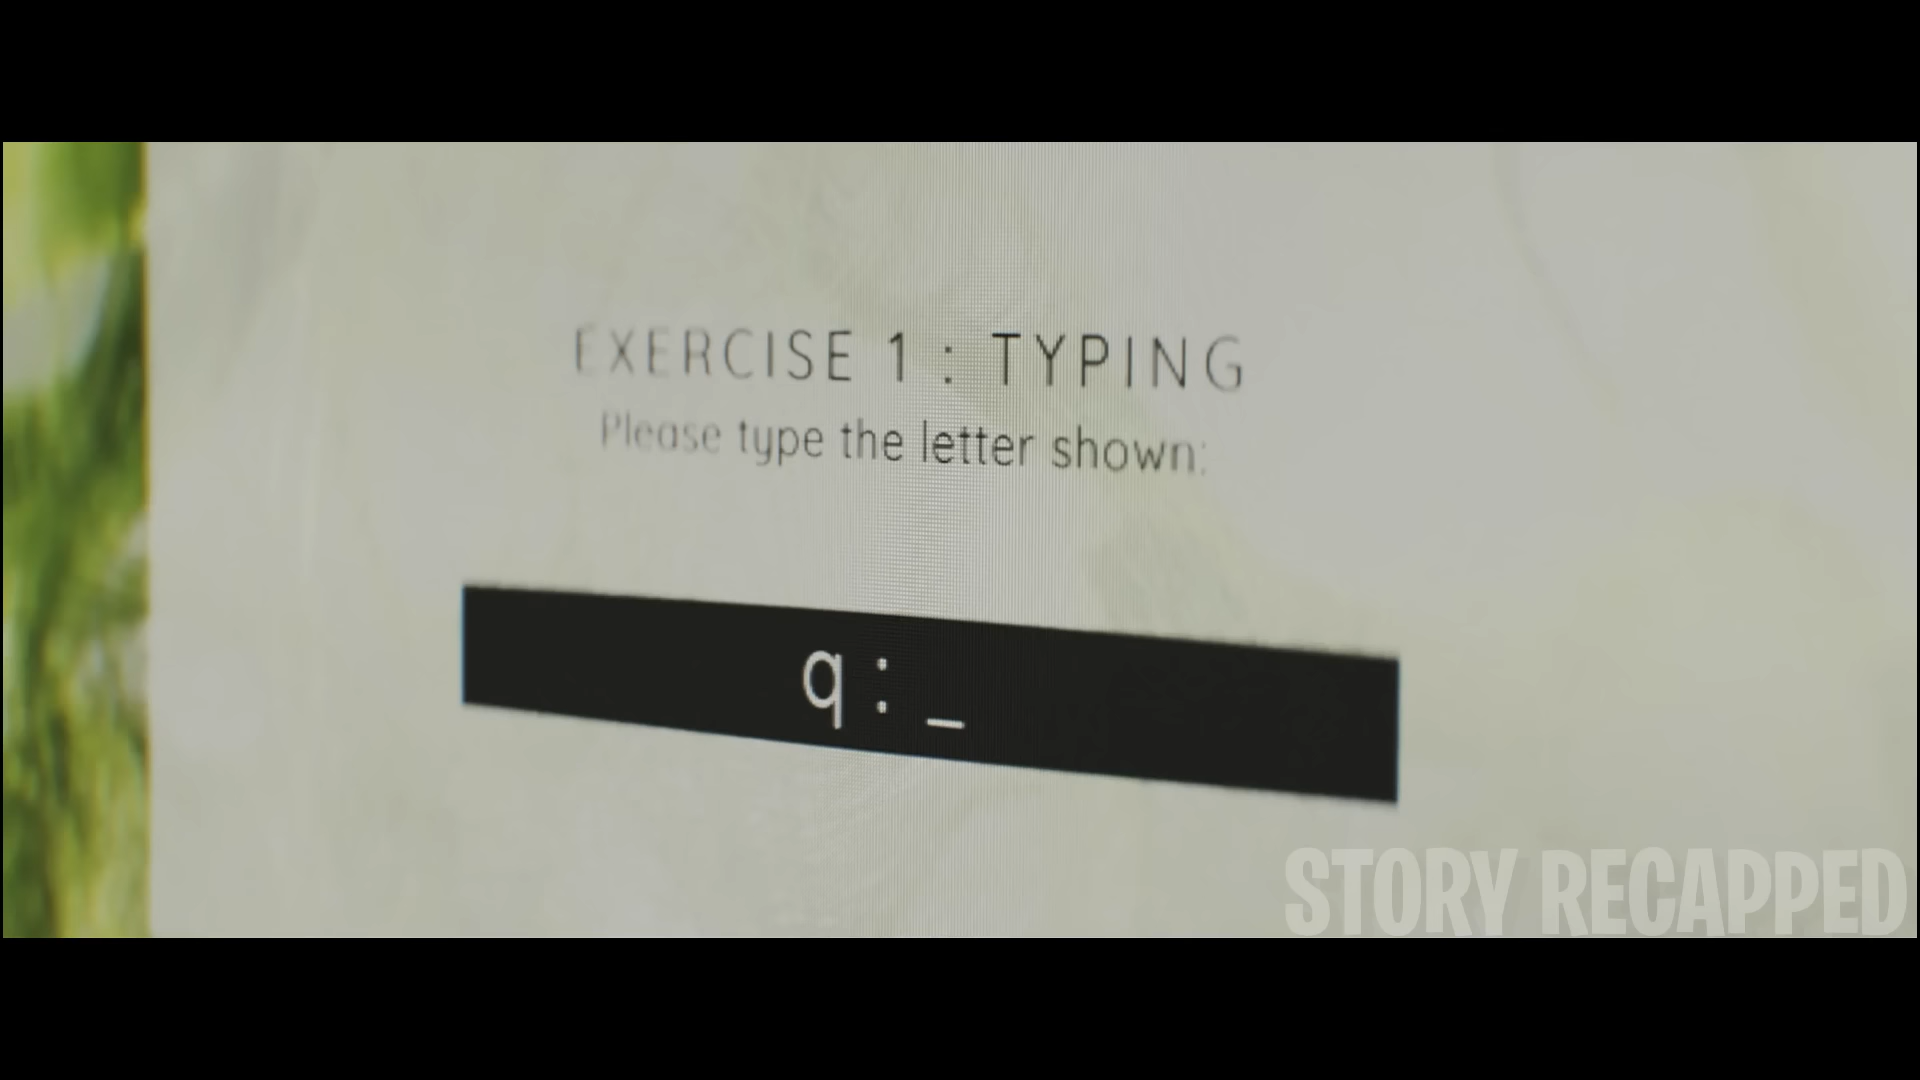 EXERCISE 1 : TYPING
Please type the letter shown:
q : _
STORY RECAPPED